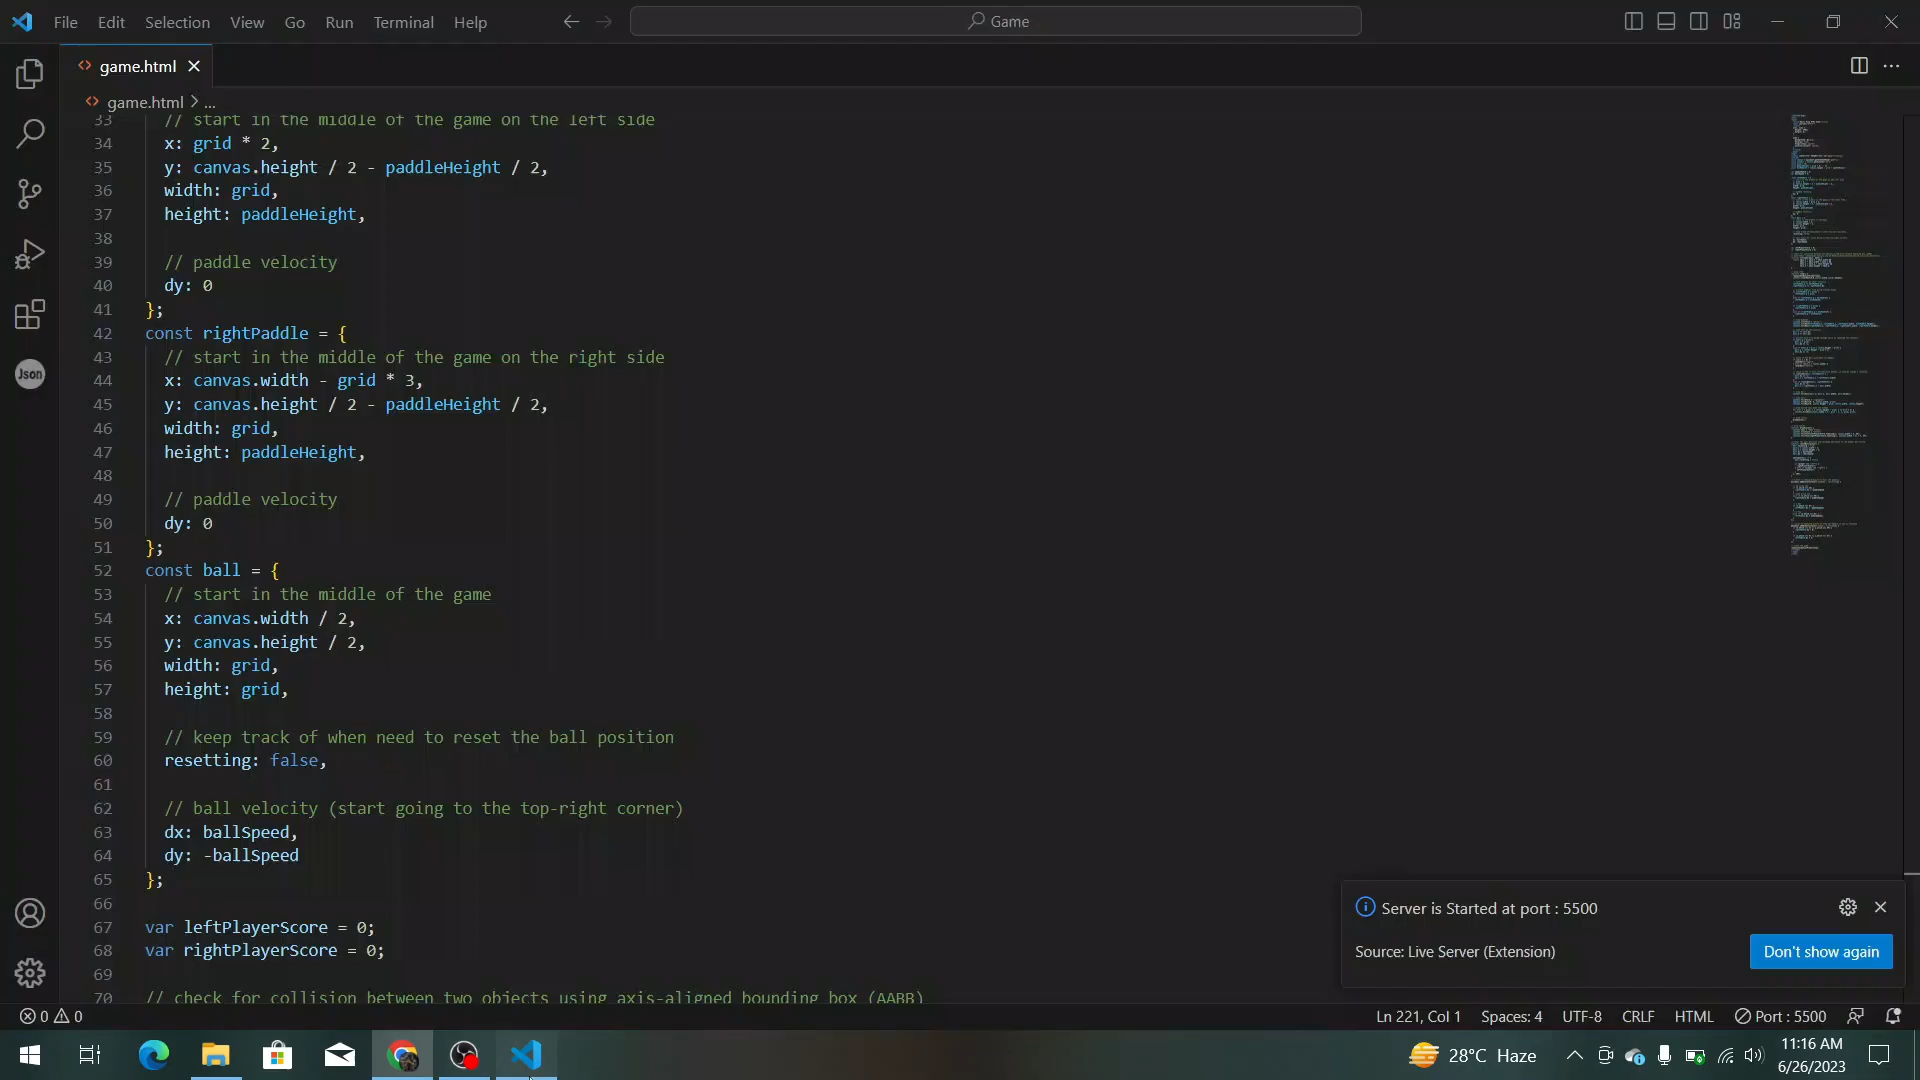 File Edit Selection View Go Run Terminal Help
Game
game.html
game.html > ...
33 // start in the middle of the game on the left side
34 x: grid * 2,
35 y: canvas.height / 2 - paddleHeight / 2,
36 width: grid,
37 height: paddleHeight,
38
39 // paddle velocity
40 dy: 0
41 };
42 const rightPaddle = {
43 // start in the middle of the game on the right side
44 x: canvas.width - grid * 3,
45 y: canvas.height / 2 - paddleHeight / 2,
46 width: grid,
47 height: paddleHeight,
48
49 // paddle velocity
50 dy: 0
51 };
52 const ball = {
53 // start in the middle of the game
54 x: canvas.width / 2,
55 y: canvas.height / 2,
56 width: grid,
57 height: grid,
58
59 // keep track of when need to reset the ball position
60 resetting: false,
61
62 // ball velocity (start going to the top-right corner)
63 dx: ballSpeed,
64 dy: -ballSpeed
65 };
66
67 var leftPlayerScore = 0;
68 var rightPlayerScore = 0;
69
70 // check for collision between two objects using axis-aligned bounding box (AABB)
Json
Server is Started at port : 5500
Source: Live Server (Extension)
Don't show again
0 0
Ln 221, Col 1 Spaces: 4 UTF-8 CRLF HTML Port : 5500
28°C Haze
11:16 AM
6/26/2023